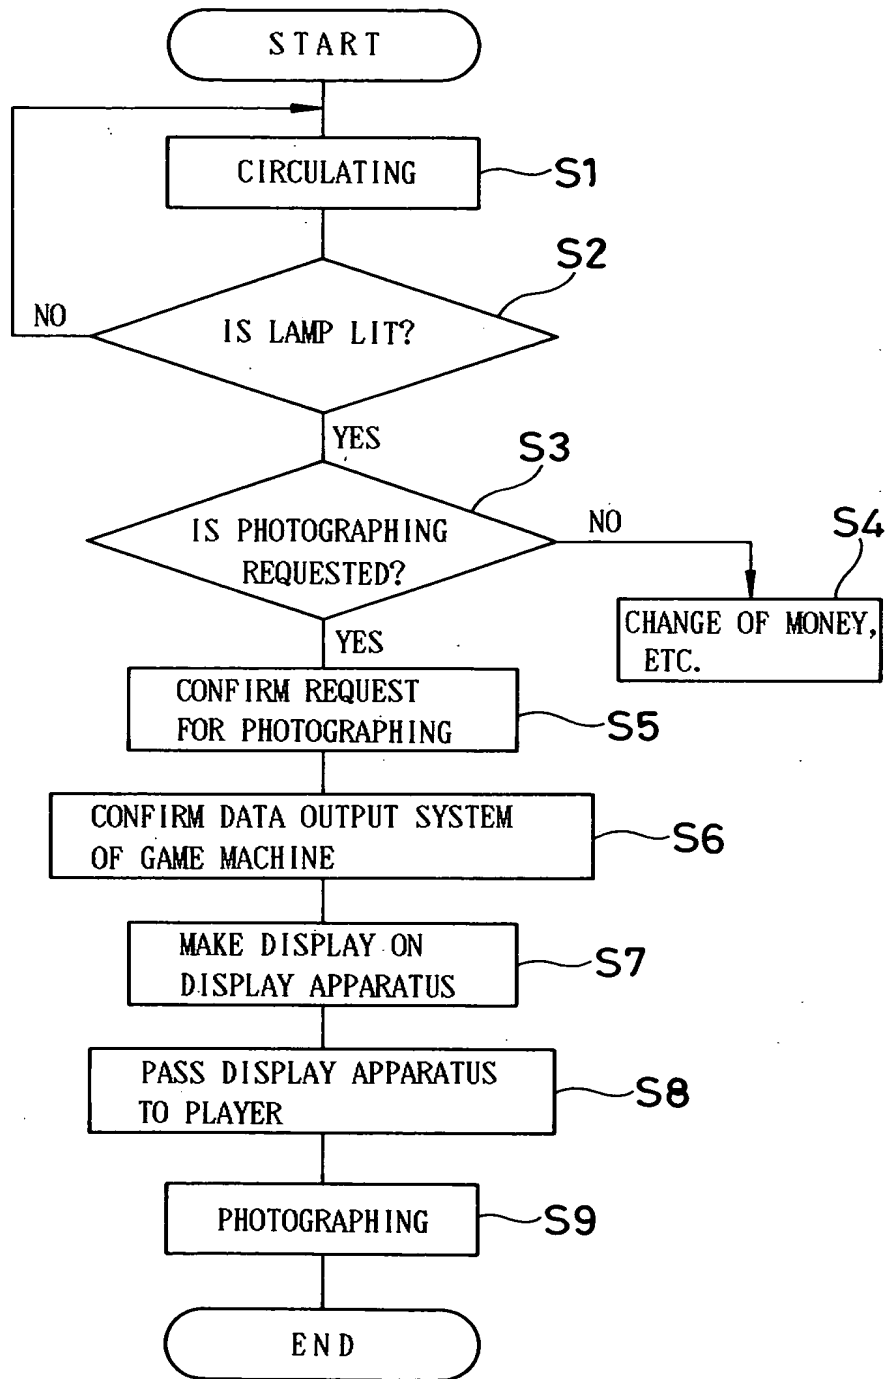 START
CIRCULATING
S1
S2
IS LAMP LIT?
NO
YES
S3
IS PHOTOGRAPHING
REQUESTED?
NO
S4
CHANGE OF MONEY,
ETC.
YES
CONFIRM REQUEST
FOR PHOTOGRAPHING
S5
CONFIRM DATA OUTPUT SYSTEM
OF GAME MACHINE
S6
MAKE DISPLAY ON
DISPLAY APPARATUS
S7
PASS DISPLAY APPARATUS
TO PLAYER
S8
PHOTOGRAPHING
S9
END